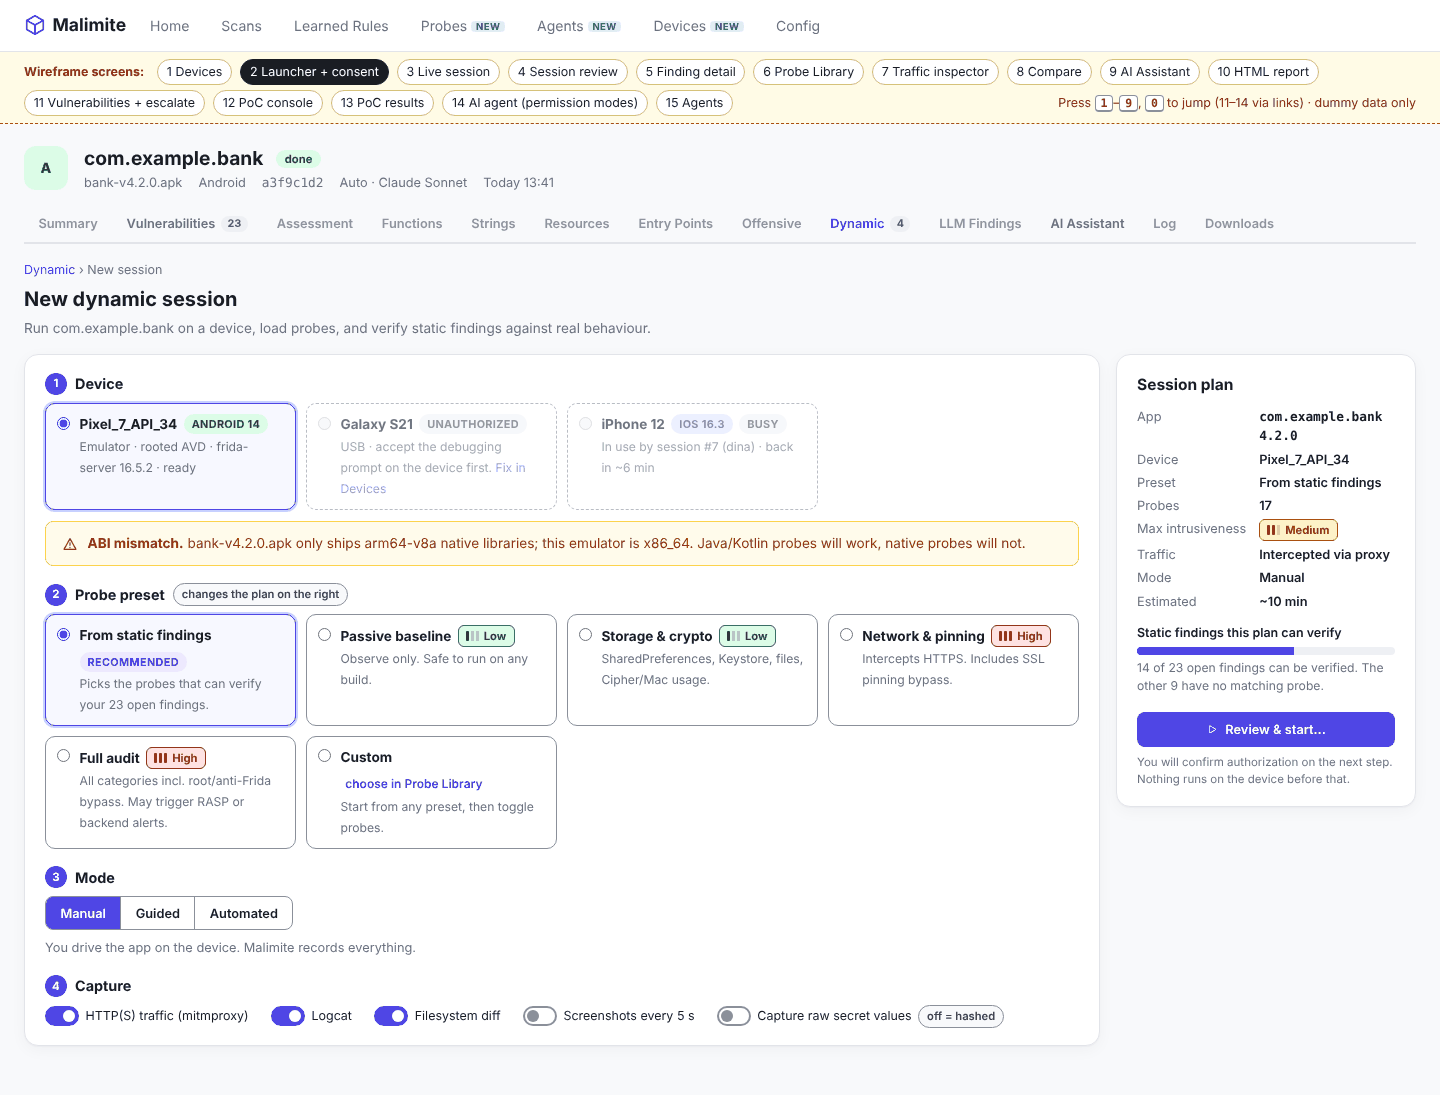 Malimite Home Scans Learned Rules Probes NEW Agents NEW Devices NEW Config
Wireframe screens: 1 Devices 2 Launcher + consent 3 Live session 4 Session review 5 Finding detail 6 Probe Library 7 Traffic inspector 8 Compare 9 AI Assistant 10 HTML report
11 Vulnerabilities + escalate 12 PoC console 13 PoC results 14 AI agent (permission modes) 15 Agents Press 1–9, 0 to jump (11–14 via links) · dummy data only
A
com.example.bank done
bank-v4.2.0.apk Android a3f9c1d2 Auto · Claude Sonnet Today 13:41
Summary Vulnerabilities 23 Assessment Functions Strings Resources Entry Points Offensive Dynamic 4 LLM Findings AI Assistant Log Downloads
Dynamic › New session
New dynamic session
Run com.example.bank on a device, load probes, and verify static findings against real behaviour.
1 Device
Pixel_7_API_34 ANDROID 14
Emulator · rooted AVD · frida-
server 16.5.2 · ready
Galaxy S21 UNAUTHORIZED
USB · accept the debugging
prompt on the device first. Fix in
Devices
iPhone 12 IOS 16.3 BUSY
In use by session #7 (dina) · back
in ~6 min
ABI mismatch. bank-v4.2.0.apk only ships arm64-v8a native libraries; this emulator is x86_64. Java/Kotlin probes will work, native probes will not.
2 Probe preset changes the plan on the right
From static findings
RECOMMENDED
Picks the probes that can verify
your 23 open findings.
Passive baseline Low
Observe only. Safe to run on any
build.
Storage & crypto Low
SharedPreferences, Keystore, files,
Cipher/Mac usage.
Network & pinning High
Intercepts HTTPS. Includes SSL
pinning bypass.
Full audit High
All categories incl. root/anti-Frida
bypass. May trigger RASP or
backend alerts.
Custom
choose in Probe Library
Start from any preset, then toggle
probes.
3 Mode
Manual Guided Automated
You drive the app on the device. Malimite records everything.
4 Capture
HTTP(S) traffic (mitmproxy) Logcat Filesystem diff Screenshots every 5 s Capture raw secret values off = hashed
Session plan
App com.example.bank
4.2.0
Device Pixel_7_API_34
Preset From static findings
Probes 17
Max intrusiveness Medium
Traffic Intercepted via proxy
Mode Manual
Estimated ~10 min
Static findings this plan can verify
14 of 23 open findings can be verified. The
other 9 have no matching probe.
Review & start...
You will confirm authorization on the next step.
Nothing runs on the device before that.